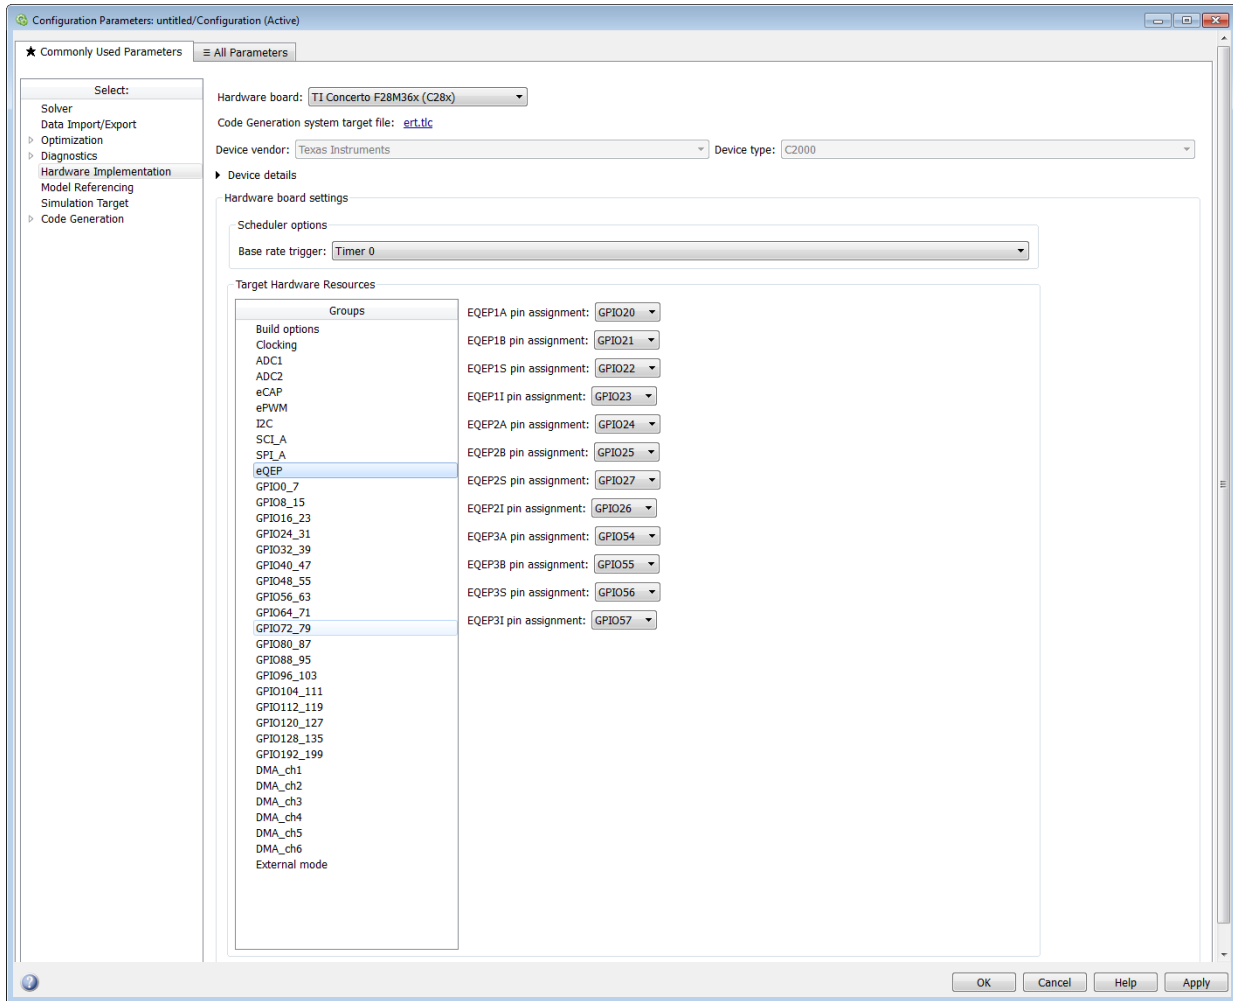 Configuration Parameters: untitled/Configuration (Active)
★ Commonly Used Parameters
≡ All Parameters
Select:
Solver
Data Import/Export
Optimization
Diagnostics
Hardware Implementation
Model Referencing
Simulation Target
Code Generation
Hardware board: TI Concerto F28M36x (C28x)
Code Generation system target file: ert.tlc
Device vendor: Texas Instruments Device type: C2000
Device details
Hardware board settings
Scheduler options
Base rate trigger: Timer 0
Target Hardware Resources
Groups
Build options
Clocking
ADC1
ADC2
eCAP
ePWM
I2C
SCI_A
SPI_A
eQEP
GPIO0_7
GPIO8_15
GPIO16_23
GPIO24_31
GPIO32_39
GPIO40_47
GPIO48_55
GPIO56_63
GPIO64_71
GPIO72_79
GPIO80_87
GPIO88_95
GPIO96_103
GPIO104_111
GPIO112_119
GPIO120_127
GPIO128_135
GPIO192_199
DMA_ch1
DMA_ch2
DMA_ch3
DMA_ch4
DMA_ch5
DMA_ch6
External mode
EQEP1A pin assignment: GPIO20
EQEP1B pin assignment: GPIO21
EQEP1S pin assignment: GPIO22
EQEP1I pin assignment: GPIO23
EQEP2A pin assignment: GPIO24
EQEP2B pin assignment: GPIO25
EQEP2S pin assignment: GPIO27
EQEP2I pin assignment: GPIO26
EQEP3A pin assignment: GPIO54
EQEP3B pin assignment: GPIO55
EQEP3S pin assignment: GPIO56
EQEP3I pin assignment: GPIO57
OK
Cancel
Help
Apply